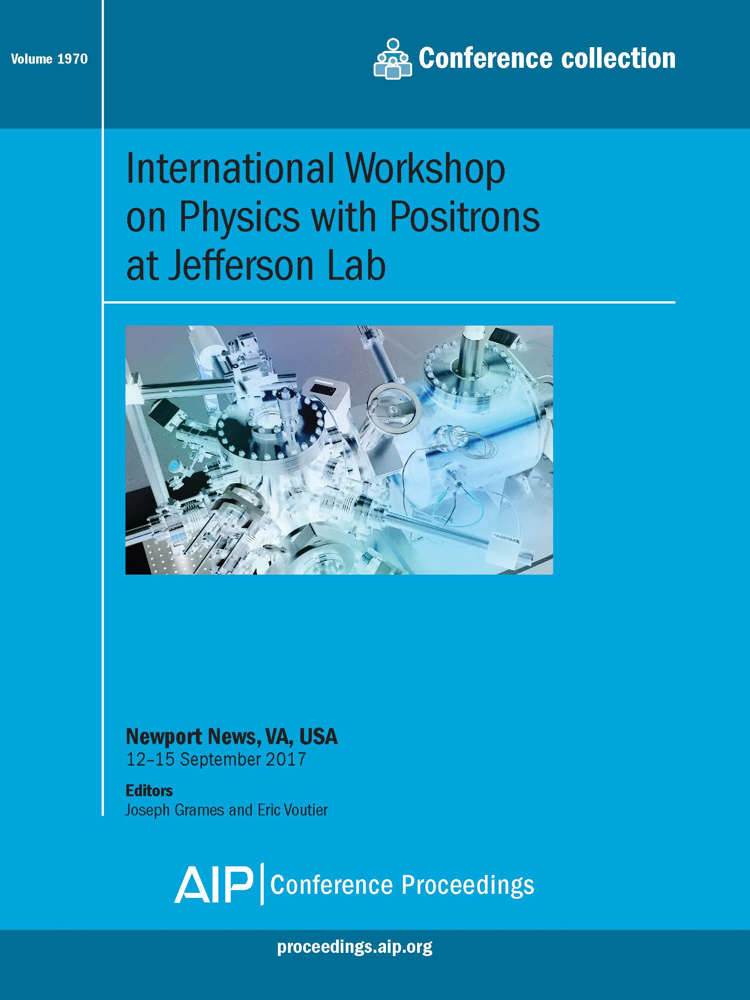 Volume 1970
Conference collection
International Workshop
on Physics with Positrons
at Jefferson Lab
Newport News, VA, USA
12–15 September 2017
Editors
Joseph Grames and Eric Voutier
AIP Conference Proceedings
proceedings.aip.org